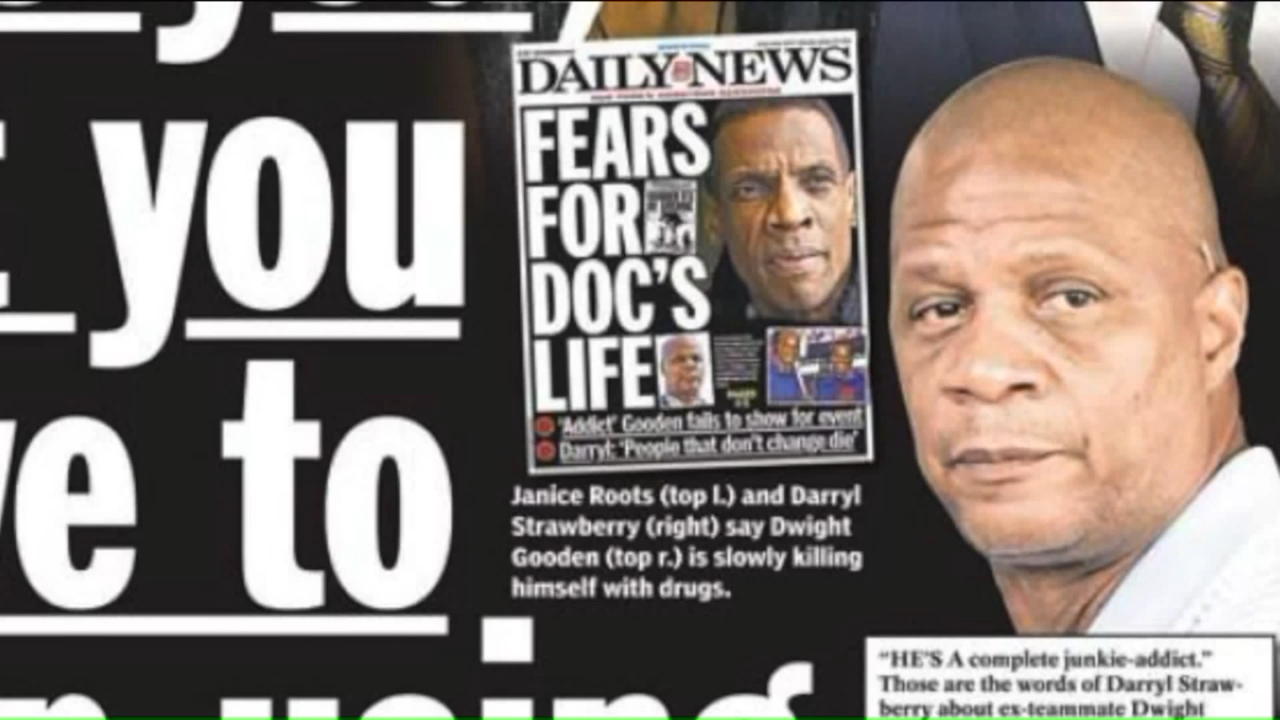 you
to
DAILY NEWS
FEARS
FOR
DOC'S
LIFE
'Addict' Gooden fails to show for event
Darryl: 'People that don't change die'
Janice Roots (top l.) and Darryl
Strawberry (right) say Dwight
Gooden (top r.) is slowly killing
himself with drugs.
"HE'S A complete junkie-addict."
Those are the words of Darryl Straw-
berry about ex-teammate Dwight